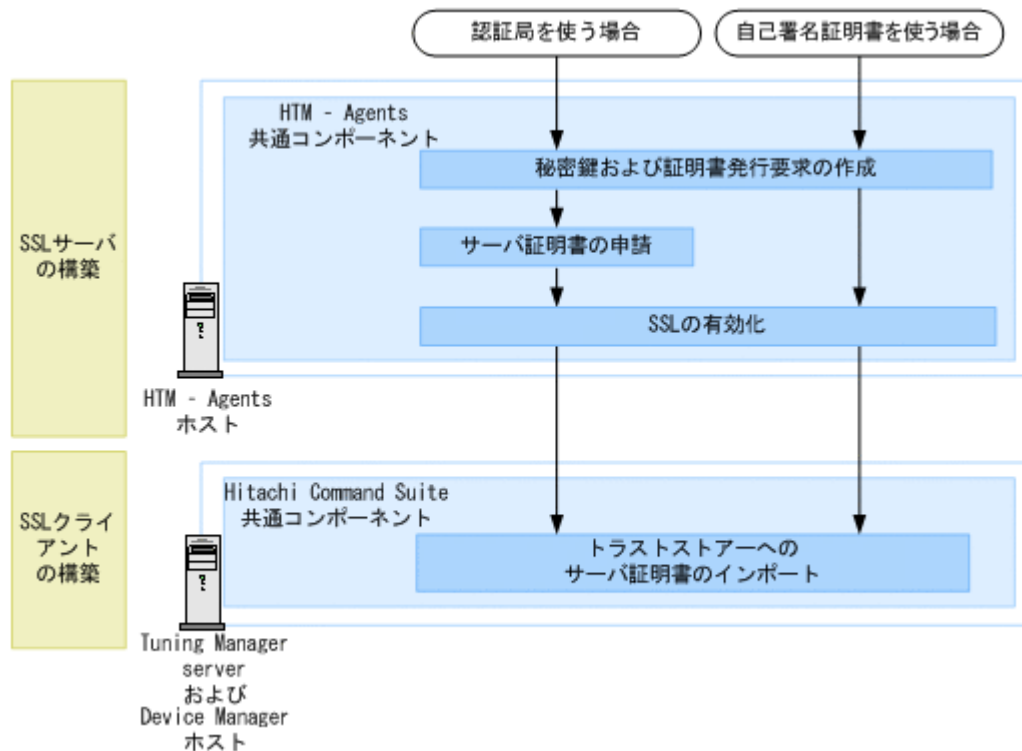 認証局を使う場合
自己署名証明書を使う場合
HTM - Agents
共通コンポーネント
秘密鍵および証明書発行要求の作成
サーバ証明書の申請
SSLの有効化
SSLサーバ
の構築
HTM - Agents
ホスト
Hitachi Command Suite
共通コンポーネント
トラストストアーへの
サーバ証明書のインポート
SSLクライ
アント
の構築
Tuning Manager
server
および
Device Manager
ホスト